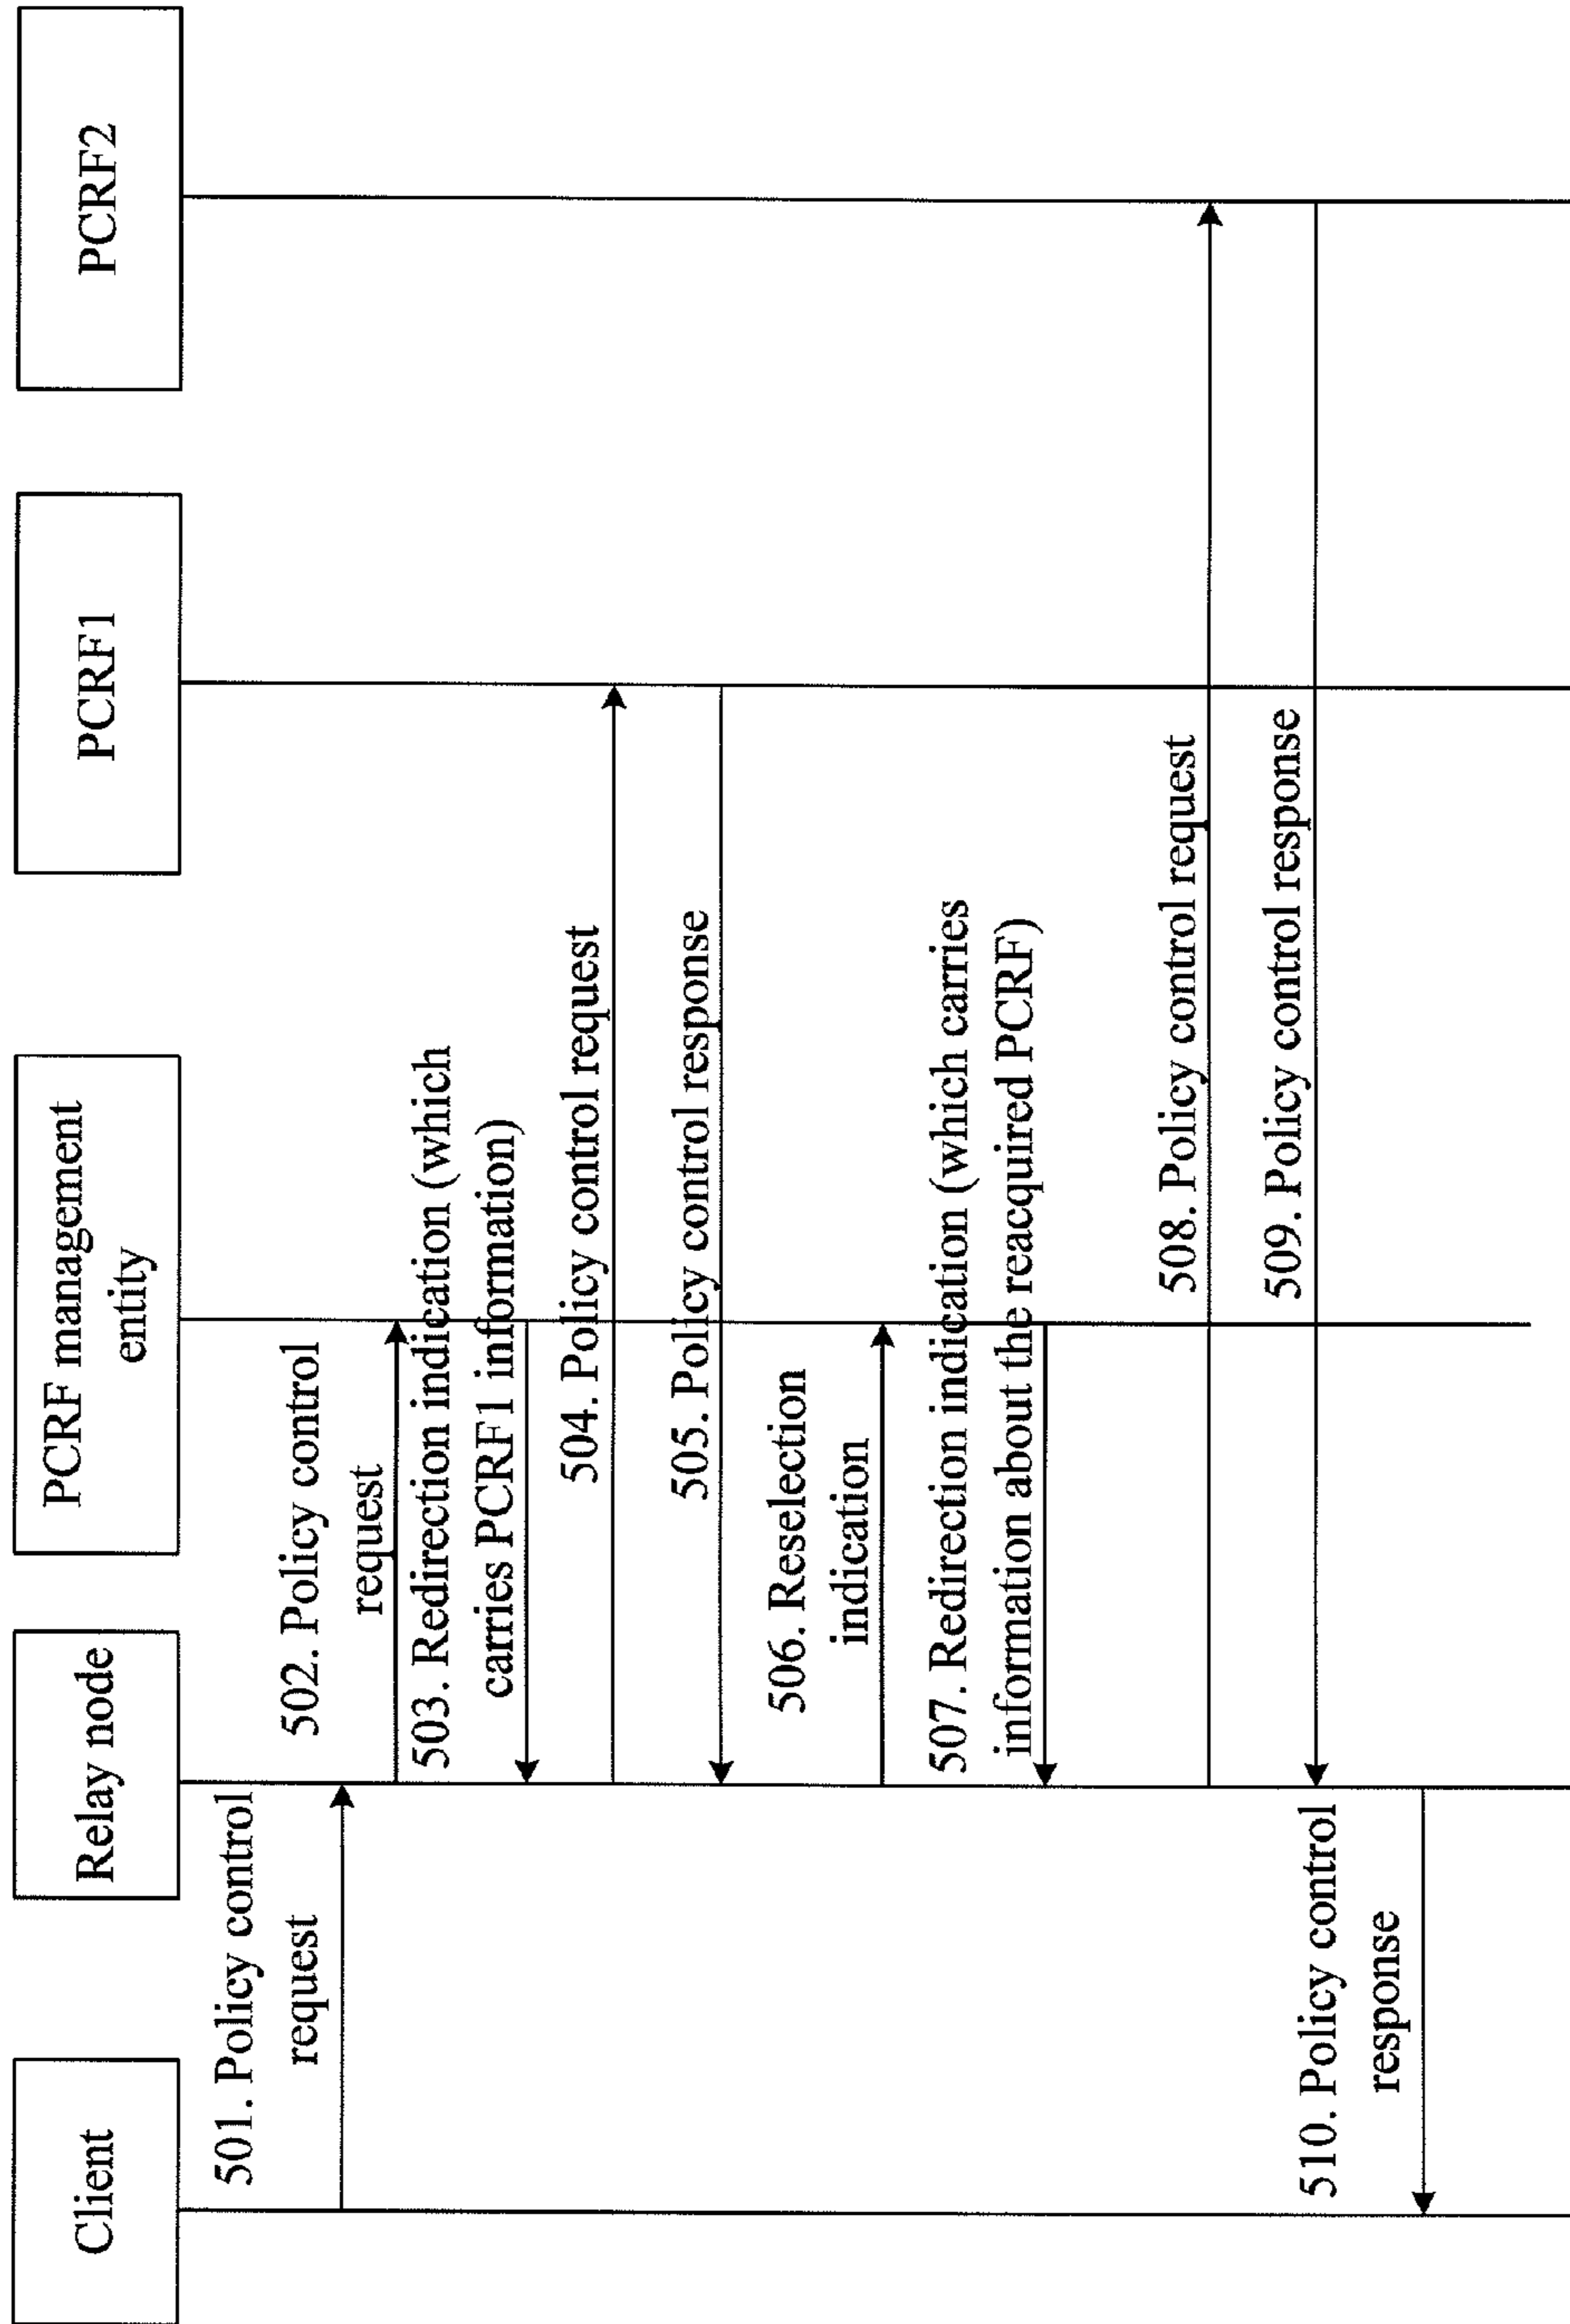 Client
Relay node
PCRF management
entity
PCRF1
PCRF2
501. Policy control
request
502. Policy control
request
503. Redirection indication (which
carries PCRF1 information)
504. Policy control request
505. Policy control response
506. Reselection
indication
507. Redirection indication (which carries
information about the reacquired PCRF)
508. Policy control request
509. Policy control response
510. Policy control
response